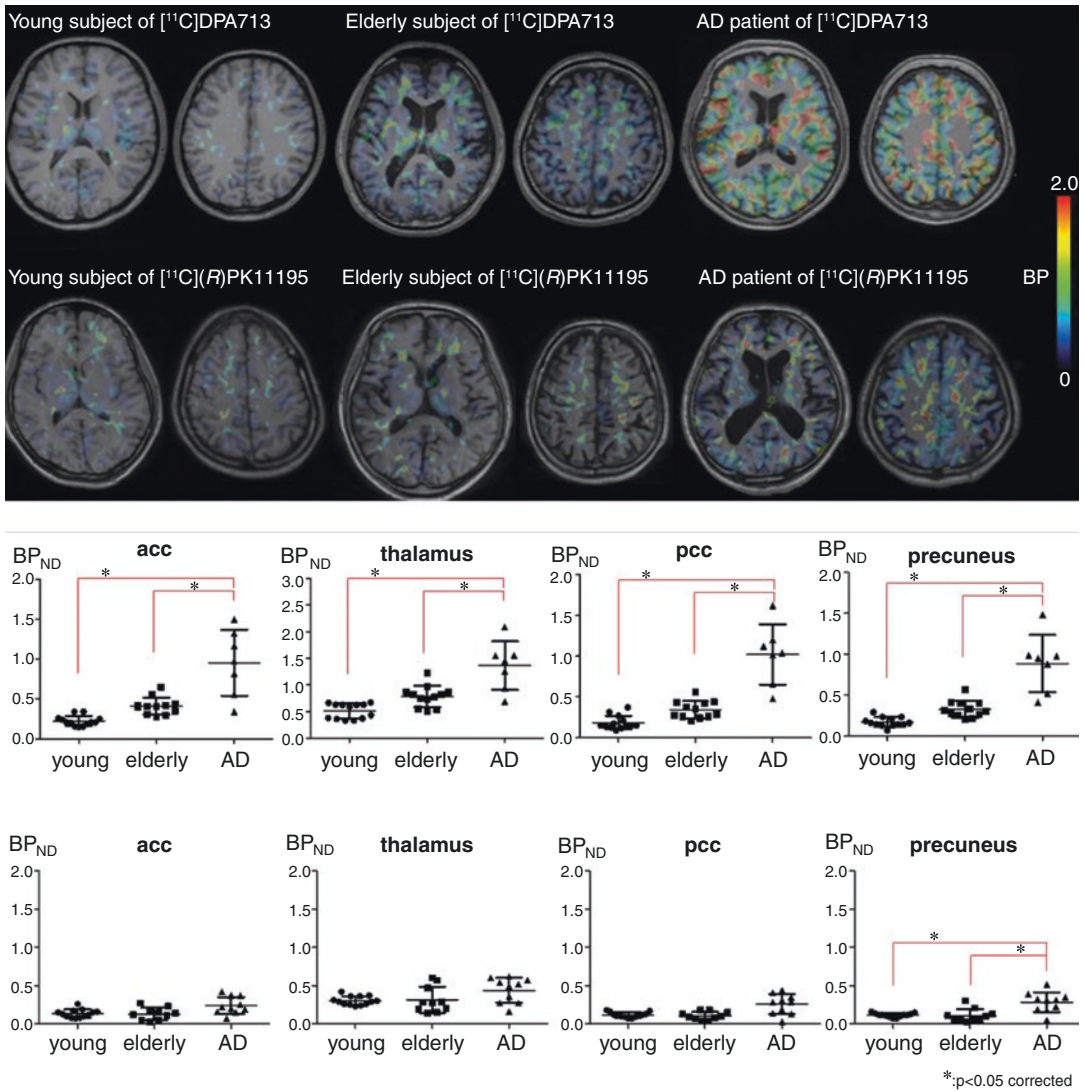 Young subject of [¹¹C]DPA713
Elderly subject of [¹¹C]DPA713
AD patient of [¹¹C]DPA713
2.0
Young subject of [¹¹C](R)PK11195
Elderly subject of [¹¹C](R)PK11195
AD patient of [¹¹C](R)PK11195
BP
0
BPND acc
2.0
1.5
1.0
0.5
0.0
* *
young elderly AD
BPND thalamus
3.0
2.5
2.0
1.5
1.0
0.5
0.0
* *
young elderly AD
BPND pcc
2.0
1.5
1.0
0.5
0.0
* *
young elderly AD
BPND precuneus
2.0
1.5
1.0
0.5
0.0
* *
young elderly AD
BPND acc
2.0
1.5
1.0
0.5
0.0
young elderly AD
BPND thalamus
2.0
1.5
1.0
0.5
0.0
young elderly AD
BPND pcc
2.0
1.5
1.0
0.5
0.0
young elderly AD
BPND precuneus
2.0
1.5
1.0
0.5
0.0
* *
young elderly AD
*:p<0.05 corrected